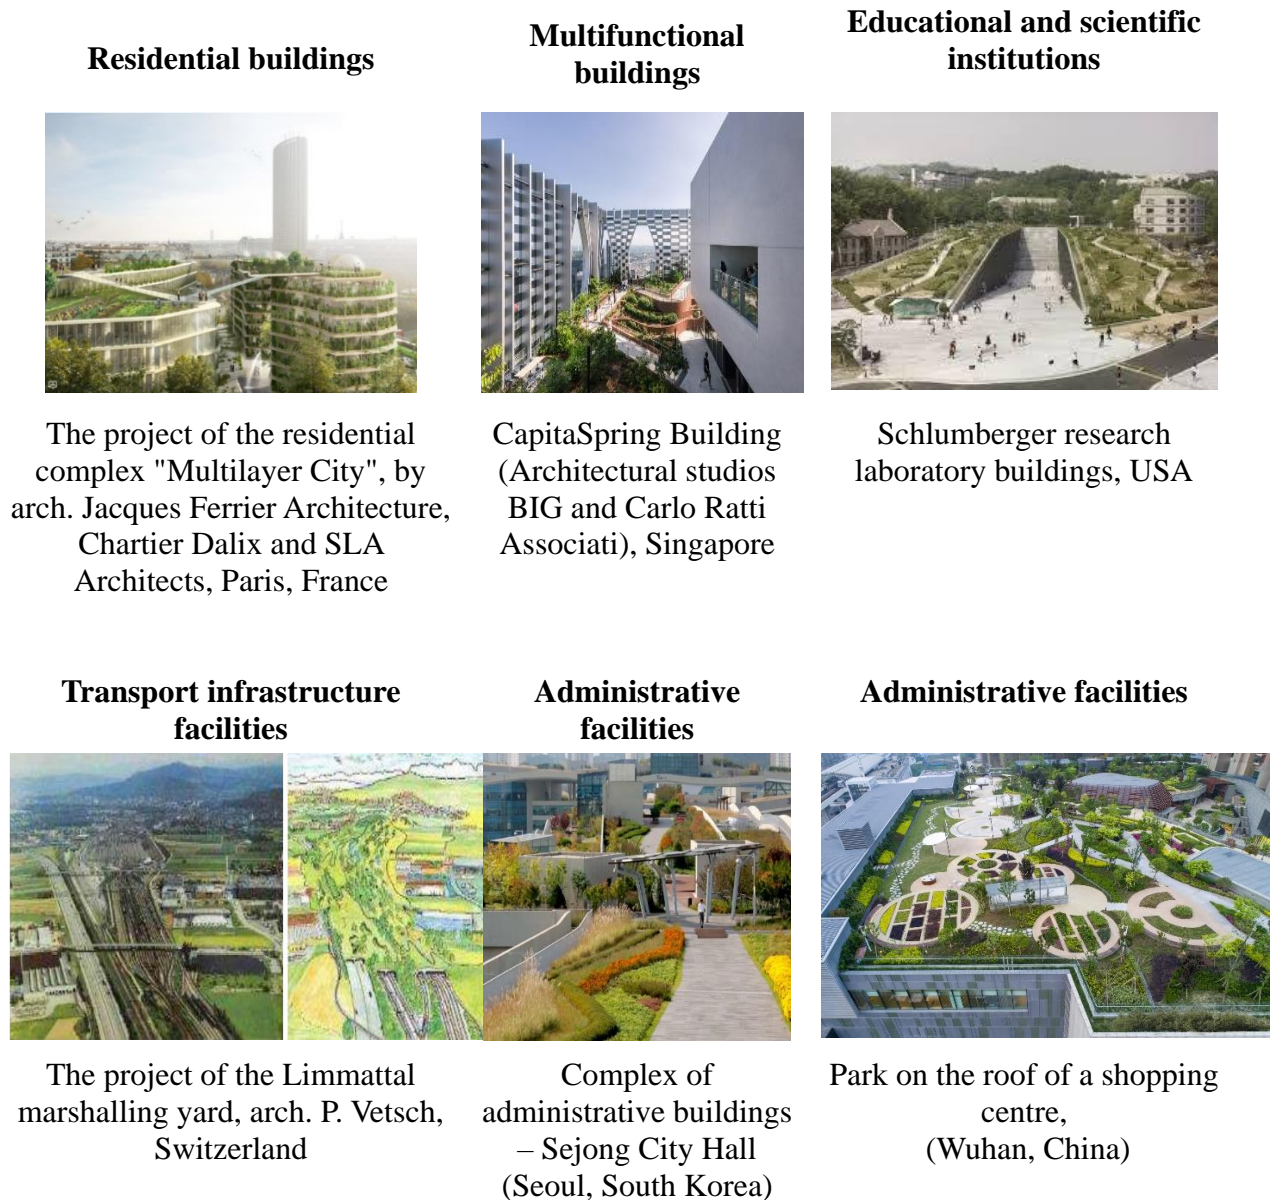 Residential buildings
Multifunctional
buildings
Educational and scientific
institutions
The project of the residential
complex "Multilayer City", by
arch. Jacques Ferrier Architecture,
Chartier Dalix and SLA
Architects, Paris, France
CapitaSpring Building
(Architectural studios
BIG and Carlo Ratti
Associati), Singapore
Schlumberger research
laboratory buildings, USA
Transport infrastructure
facilities
Administrative
facilities
Administrative facilities
The project of the Limmattal
marshalling yard, arch. P. Vetsch,
Switzerland
Complex of
administrative buildings
– Sejong City Hall
(Seoul, South Korea)
Park on the roof of a shopping
centre,
(Wuhan, China)